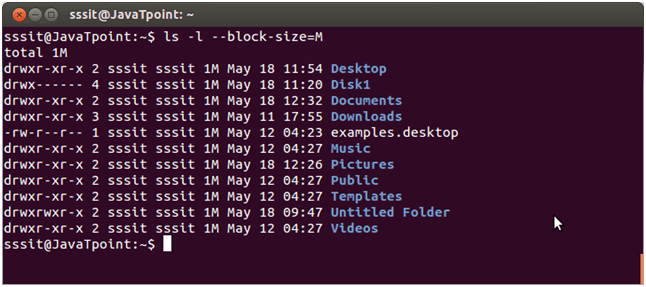 sssit@JavaTpoint: ~
sssit@JavaTpoint:~$ ls -l --block-size=M
total 1M
drwxr-xr-x 2 sssit sssit 1M May 18 11:54 Desktop
drwx------ 4 sssit sssit 1M May 18 11:20 Disk1
drwxr-xr-x 2 sssit sssit 1M May 18 12:32 Documents
drwxr-xr-x 3 sssit sssit 1M May 11 17:55 Downloads
-rw-r--r-- 1 sssit sssit 1M May 12 04:23 examples.desktop
drwxr-xr-x 2 sssit sssit 1M May 12 04:27 Music
drwxr-xr-x 2 sssit sssit 1M May 18 12:26 Pictures
drwxr-xr-x 2 sssit sssit 1M May 12 04:27 Public
drwxr-xr-x 2 sssit sssit 1M May 12 04:27 Templates
drwxrwxr-x 2 sssit sssit 1M May 18 09:47 Untitled Folder
drwxr-xr-x 2 sssit sssit 1M May 12 04:27 Videos
sssit@JavaTpoint:~$